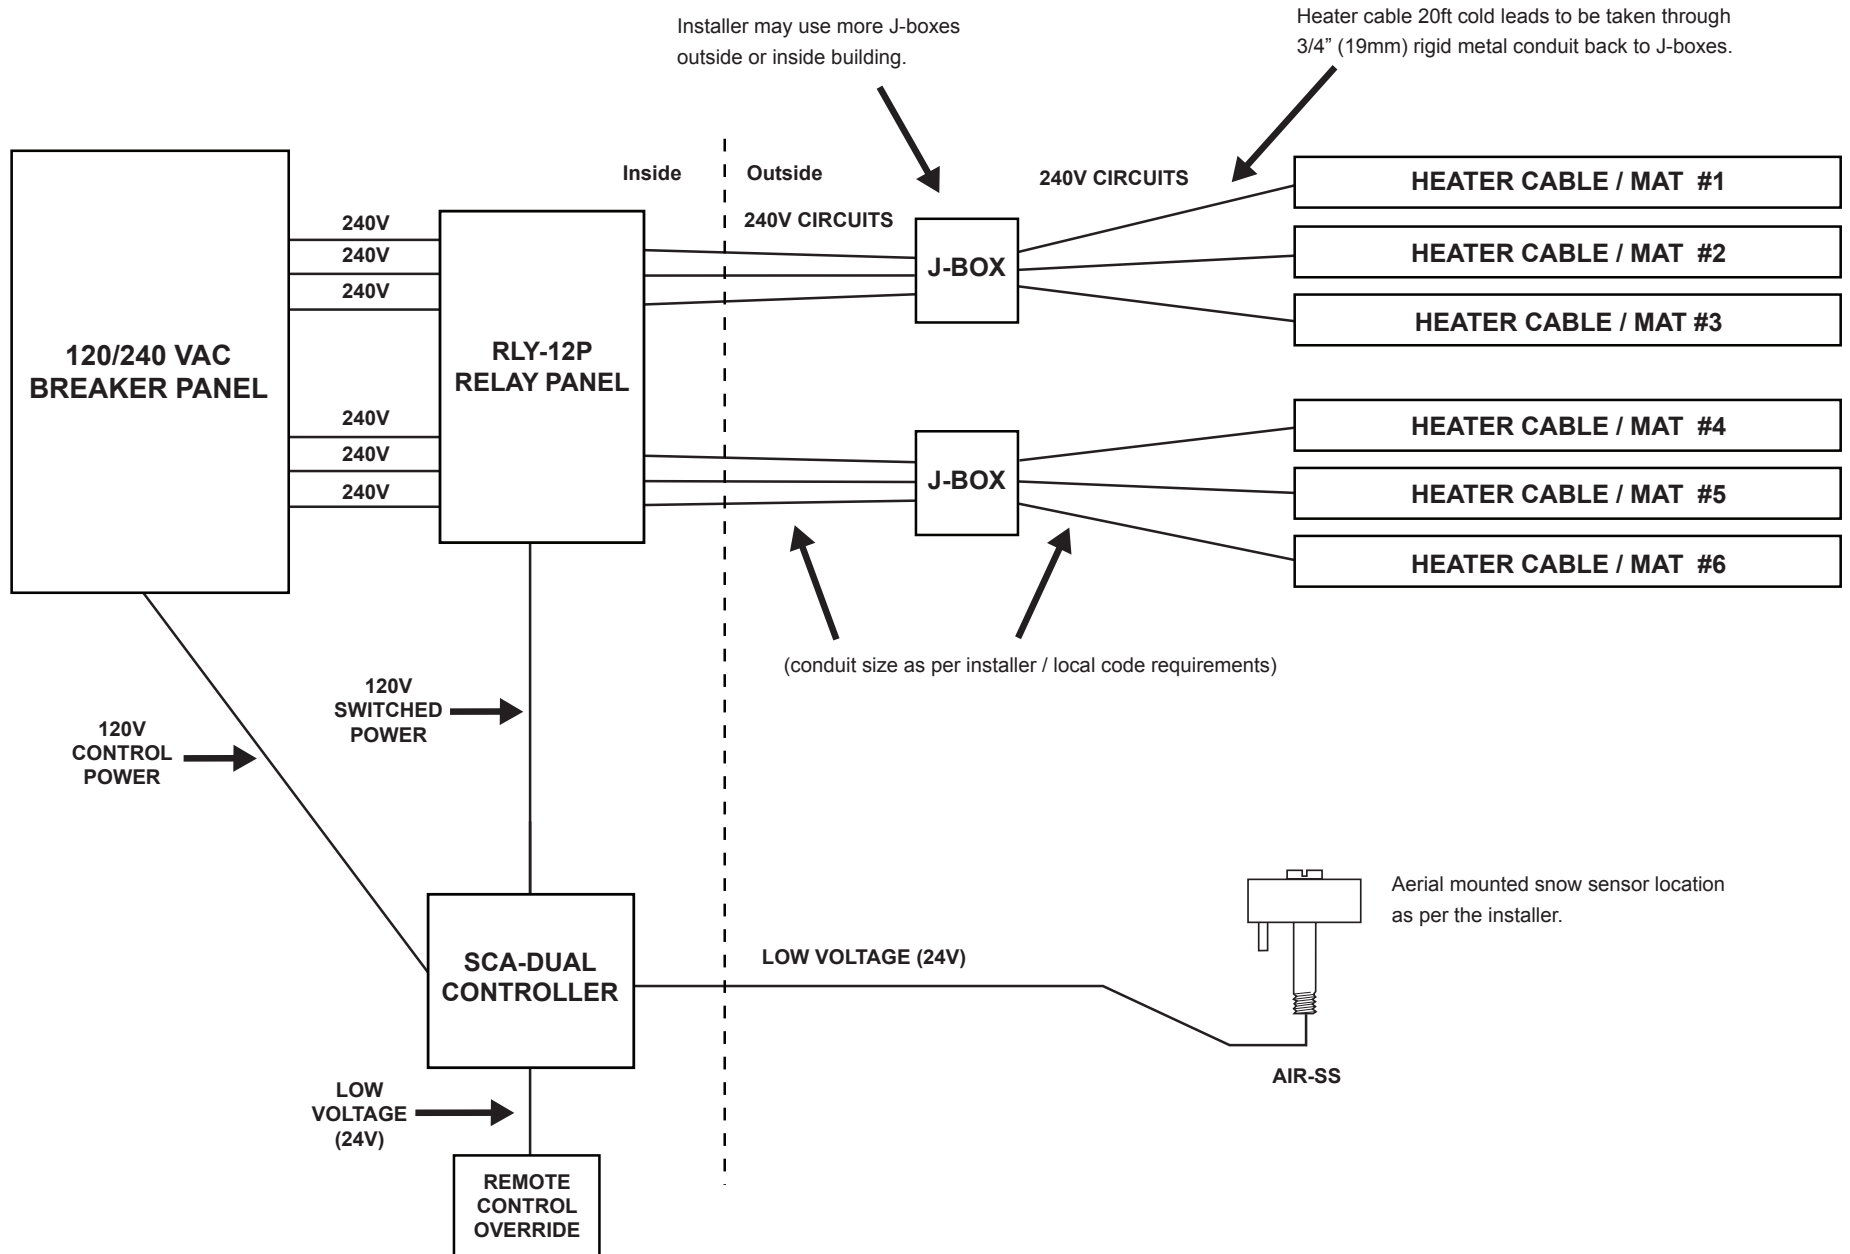 Installer may use more J-boxes
outside or inside building.
Heater cable 20ft cold leads to be taken through
3/4” (19mm) rigid metal conduit back to J-boxes.
Inside
Outside
240V CIRCUITS
240V CIRCUITS
120/240 VAC
BREAKER PANEL
240V
240V
240V
240V
240V
240V
RLY-12P
RELAY PANEL
J-BOX
J-BOX
HEATER CABLE / MAT #1
HEATER CABLE / MAT #2
HEATER CABLE / MAT #3
HEATER CABLE / MAT #4
HEATER CABLE / MAT #5
HEATER CABLE / MAT #6
(conduit size as per installer / local code requirements)
120V
SWITCHED
POWER
120V
CONTROL
POWER
SCA-DUAL
CONTROLLER
LOW VOLTAGE (24V)
Aerial mounted snow sensor location
as per the installer.
AIR-SS
LOW
VOLTAGE
(24V)
REMOTE
CONTROL
OVERRIDE